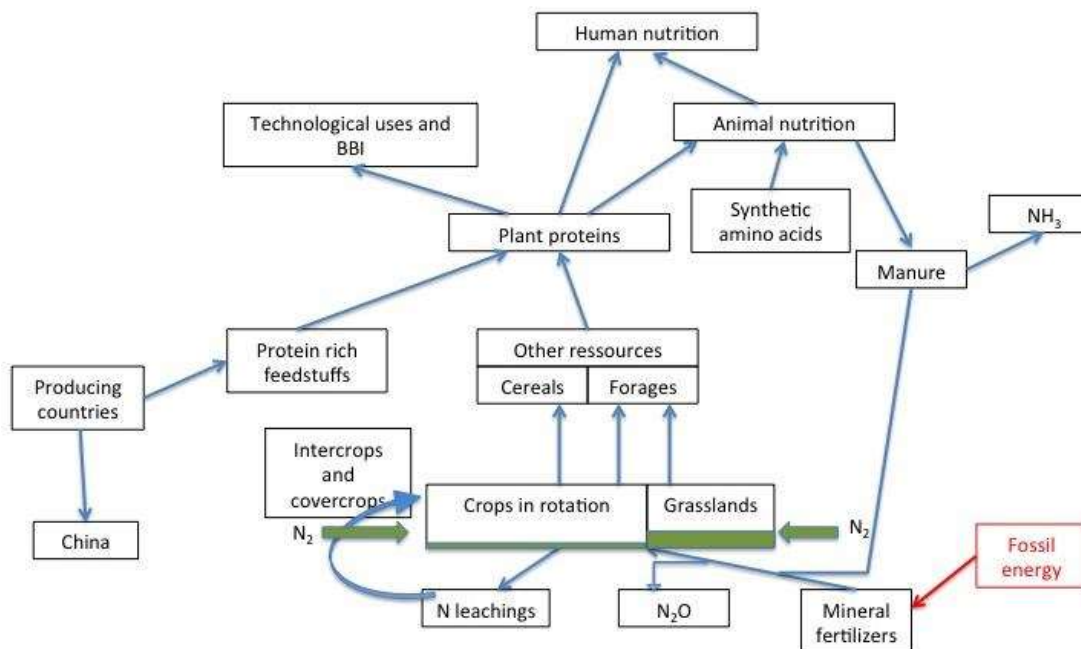 Human nutrition
Technological uses and
BBI
Animal nutrition
Synthetic
amino acids
NH₃
Plant proteins
Manure
Protein rich
feedstuffs
Other ressources
Producing
countries
Cereals
Forages
Intercrops
and
covercrops
Crops in rotation
Grasslands
N₂
N₂
China
Fossil
energy
N leachings
N₂O
Mineral
fertilizers